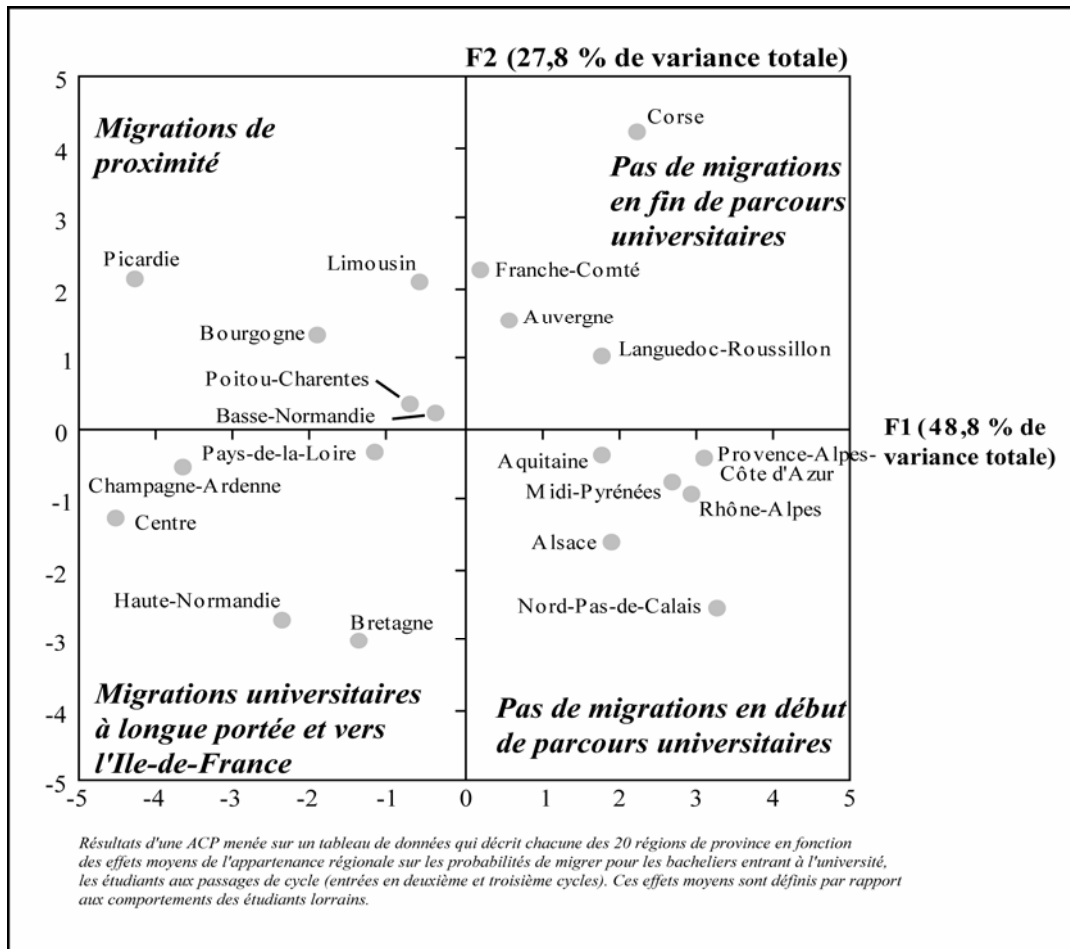 F2 (27,8 % de variance totale)
5
4
3
2
1
0
-1
-2
-3
-4
-5
Migrations de
proximité
Corse
Pas de migrations
en fin de parcours
universitaires
Picardie
Limousin
Franche-Comté
Bourgogne
Auvergne
Languedoc-Roussillon
Poitou-Charentes
Basse-Normandie
F1 (48,8 % de
variance totale)
Pays-de-la-Loire
Champagne-Ardenne
Centre
Aquitaine
Provence-Alpes-
Côte d'Azur
Midi-Pyrénées
Rhône-Alpes
Alsace
Haute-Normandie
Bretagne
Nord-Pas-de-Calais
Migrations universitaires
à longue portée et vers
l'Ile-de-France
Pas de migrations en début
de parcours universitaires
-5 -4 -3 -2 -1 0 1 2 3 4 5
Résultats d'une ACP menée sur un tableau de données qui décrit chacune des 20 régions de province en fonction
des effets moyens de l'appartenance régionale sur les probabilités de migrer pour les bacheliers entrant à l'université,
les étudiants aux passages de cycle (entrées en deuxième et troisième cycles). Ces effets moyens sont définis par rapport
aux comportements des étudiants lorrains.